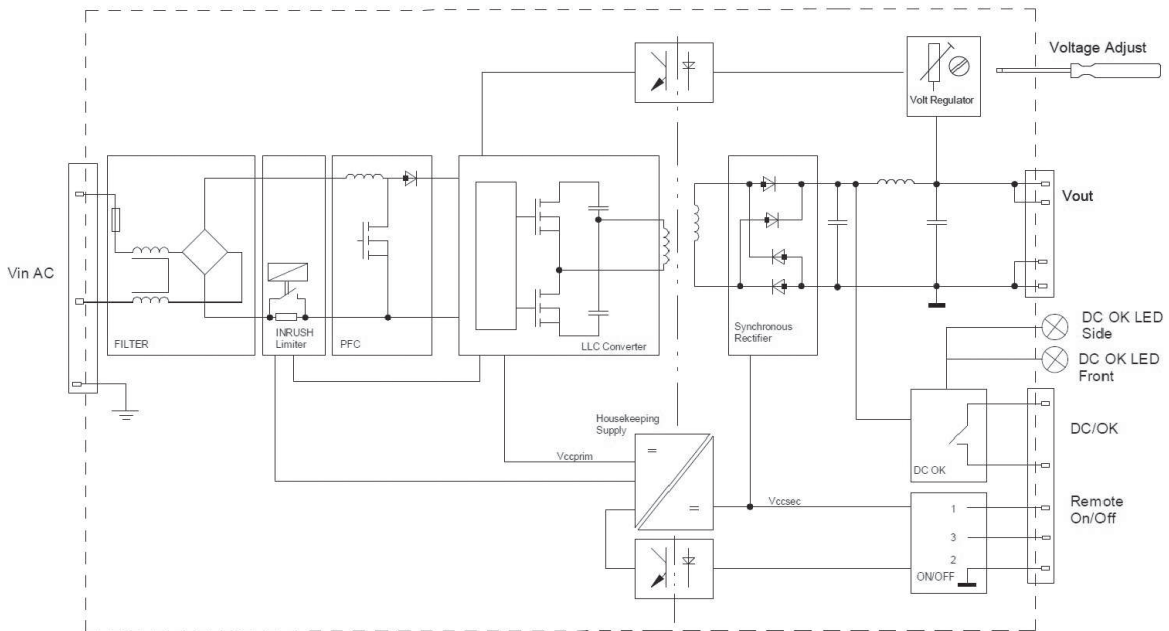 Voltage Adjust
Volt Regulator
Vin AC
FILTER
INRUSH
Limiter
PFC
LLC Converter
Synchronous
Rectifier
Vout
DC OK LED
Side
DC OK LED
Front
Housekeeping
Supply
Vccprim
Vccsec
DC OK
DC/OK
1
3
2
ON/OFF
Remote
On/Off